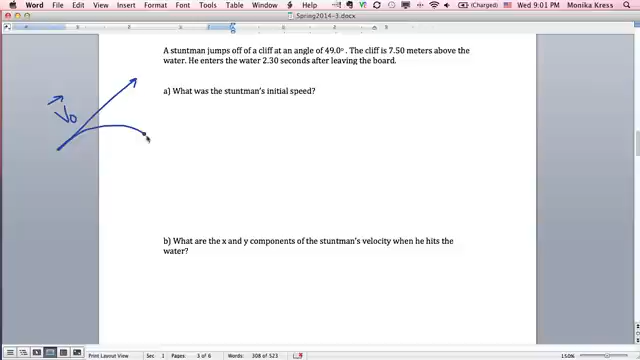 Word File Edit View Insert Format Font Tools Table Window Help
(Charged) Wed 9:01 PM Monika Kress
Spring2014-3.docx
A stuntman jumps off of a cliff at an angle of 49.0°. The cliff is 7.50 meters above the
water. He enters the water 2.30 seconds after leaving the board.
a) What was the stuntman's initial speed?
V₀
b) What are the x and y components of the stuntman's velocity when he hits the
water?
Print Layout View Sec 1 Pages: 3 of 6 Words: 308 of 523 150%